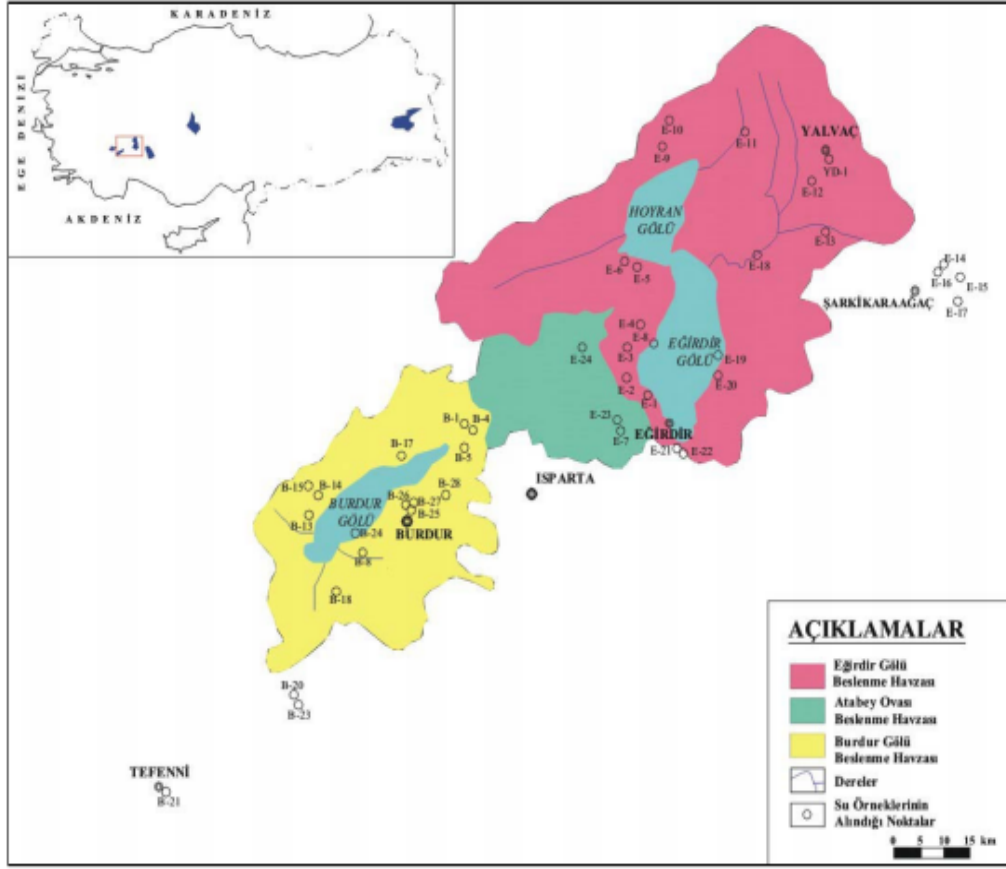 KARADENİZ
EGE DENİZİ
AKDENİZ
E-10
E-9
E-11
YALVAÇ
YD-1
E-12
HOYRAN
GÖLÜ
E-13
E-6
E-5
E-18
E-14
E-16
E-15
ŞARKİKARAAĞAÇ
E-17
E-4
E-8
E-3
E-24
EĞİRDİR
GÖLÜ
E-19
E-2
E-20
E-1
E-23
E-7
EĞİRDİR
E-21
E-22
B-1
B-4
B-5
B-17
ISPARTA
B-15
B-14
B-28
B-26
B-27
B-25
BURDUR
GÖLÜ
B-13
BURDUR
B-24
B-8
B-18
B-20
B-23
TEFENNİ
B-21
AÇIKLAMALAR
Eğirdir Gölü
Beslenme Havzası
Atabey Ovası
Beslenme Havzası
Burdur Gölü
Beslenme Havzası
Dereler
Su Örneklerinin
Alındığı Noktalar
0 5 10 15 km